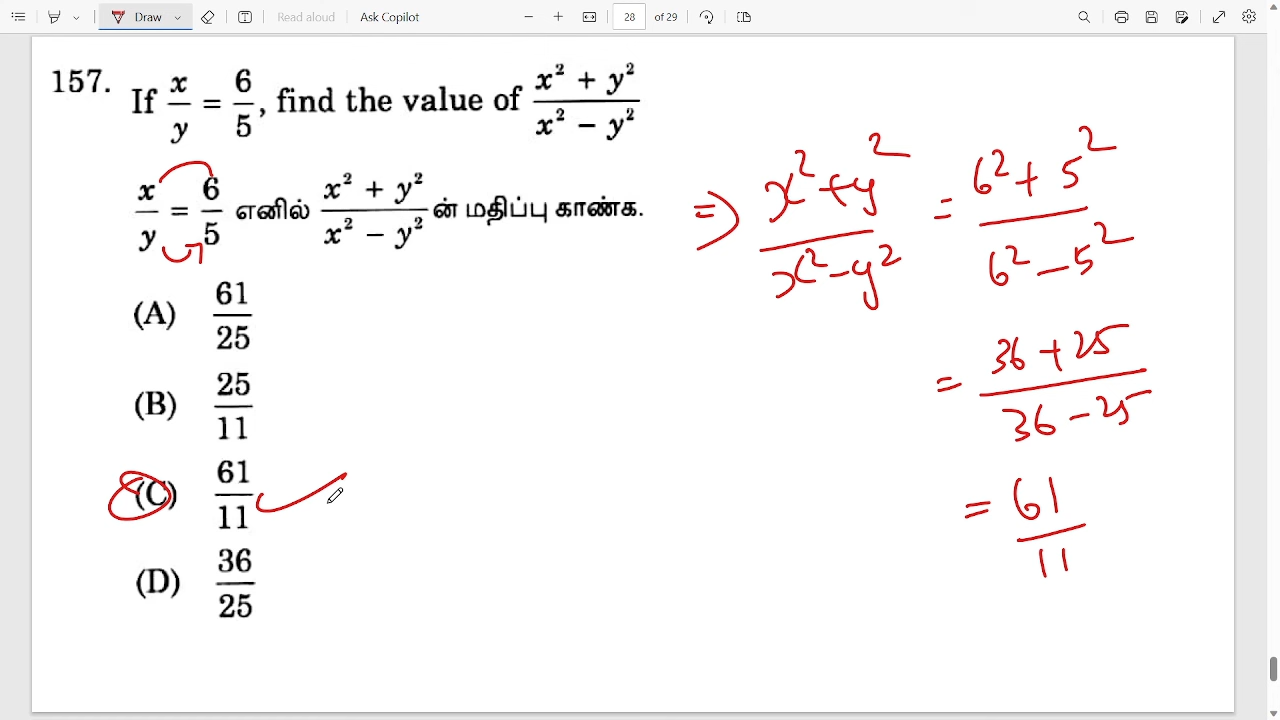 Draw
Read aloud
Ask Copilot
28 of 29
157. If x/y = 6/5, find the value of (x² + y²)/(x² − y²)
x/y = 6/5 எனில் (x² + y²)/(x² − y²) ன் மதிப்பு காண்க.
(A) 61/25
(B) 25/11
(C) 61/11
(D) 36/25
⇒ (x² + y²)/(x² − y²) = (6² + 5²)/(6² − 5²)
= (36 + 25)/(36 − 25)
= 61/11